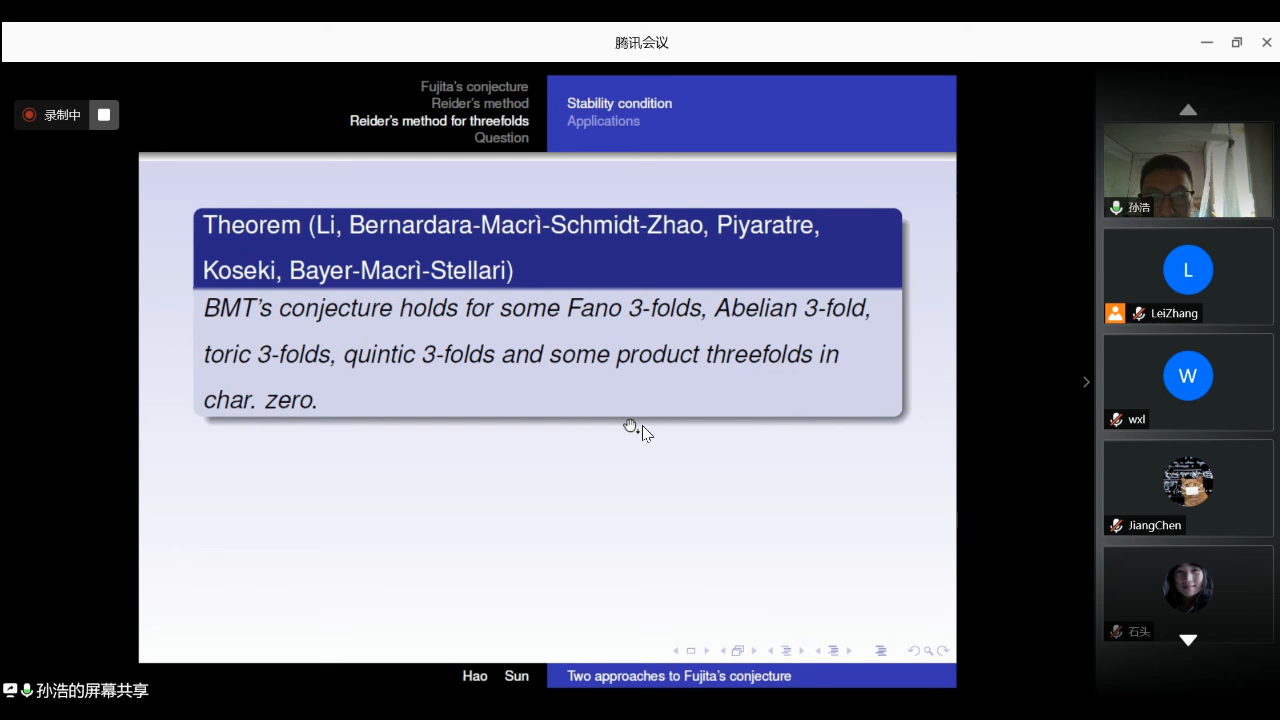 腾讯会议
录制中
Fujita's conjecture
Reider's method
Reider's method for threefolds
Question
Stability condition
Applications
Theorem (Li, Bernardara-Macrì-Schmidt-Zhao, Piyaratre,
Koseki, Bayer-Macrì-Stellari)
BMT's conjecture holds for some Fano 3-folds, Abelian 3-fold,
toric 3-folds, quintic 3-folds and some product threefolds in
char. zero.
Hao Sun
Two approaches to Fujita's conjecture
孙浩的屏幕共享
孙浩
L
LeiZhang
W
wxl
JiangChen
石头